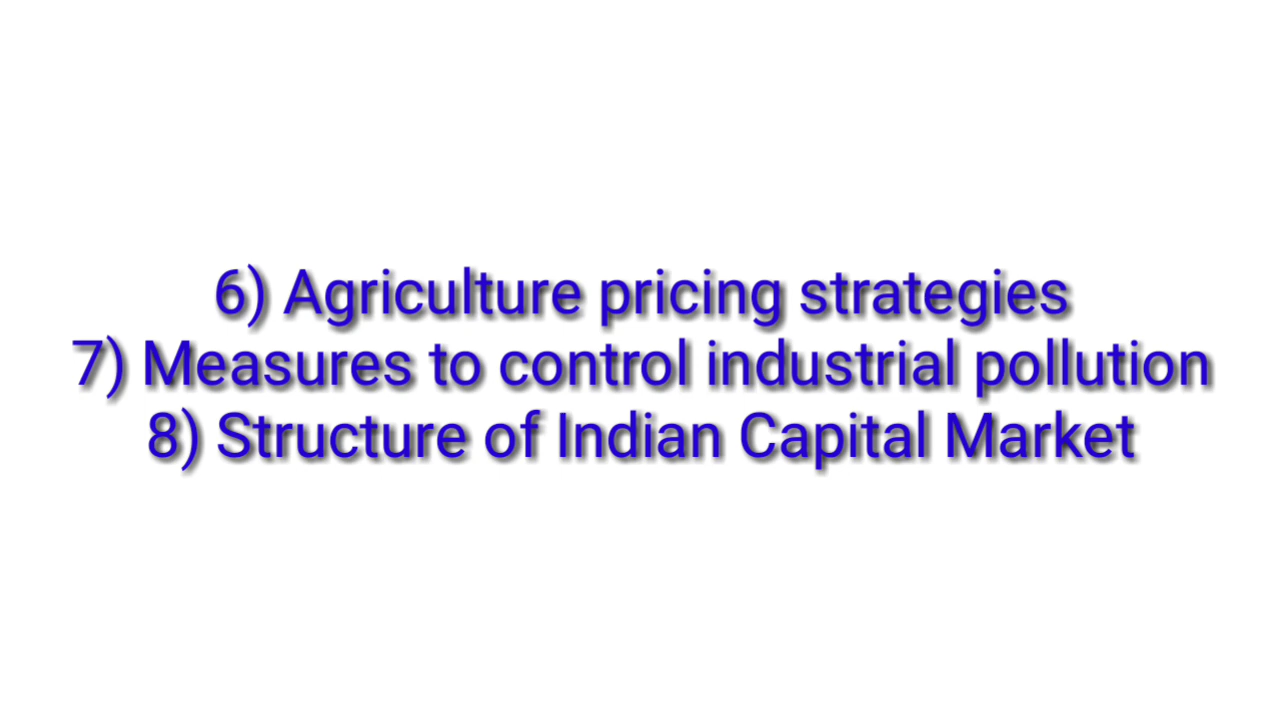 6) Agriculture pricing strategies
7) Measures to control industrial pollution
8) Structure of Indian Capital Market